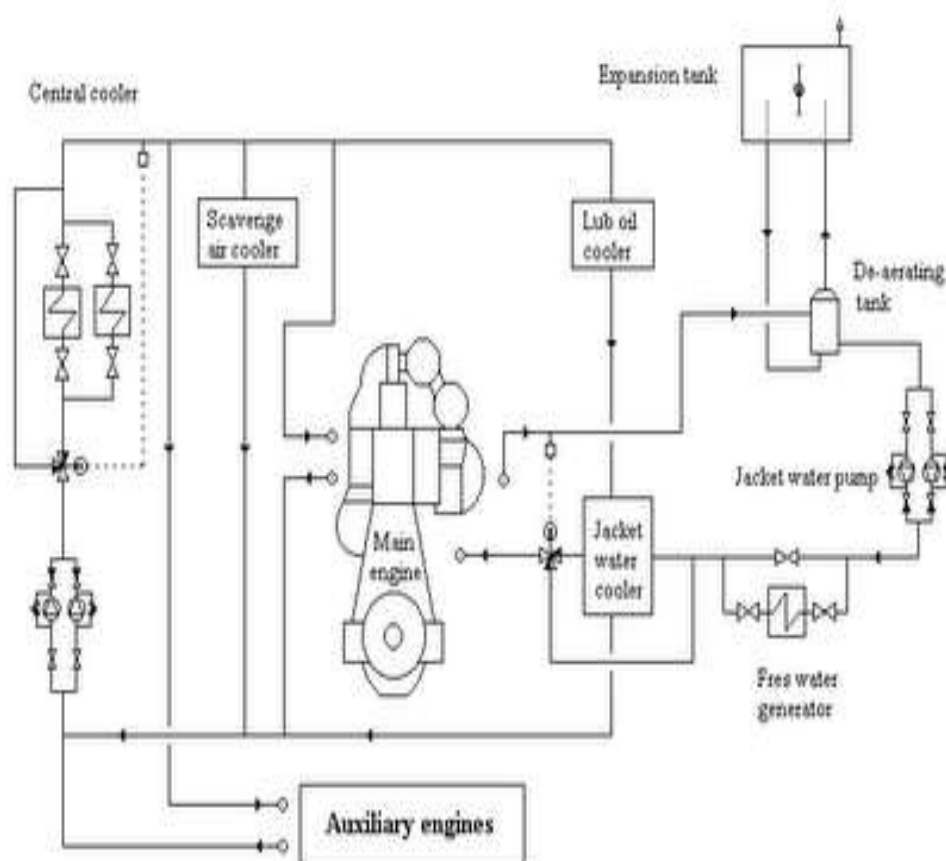 Expansion tank
Central cooler
Scavenge
air cooler
Lub oil
cooler
De-aerating
tank
Jacket water pump
Main
engine
Jacket
water
cooler
Fres water
generator
Auxiliary engines